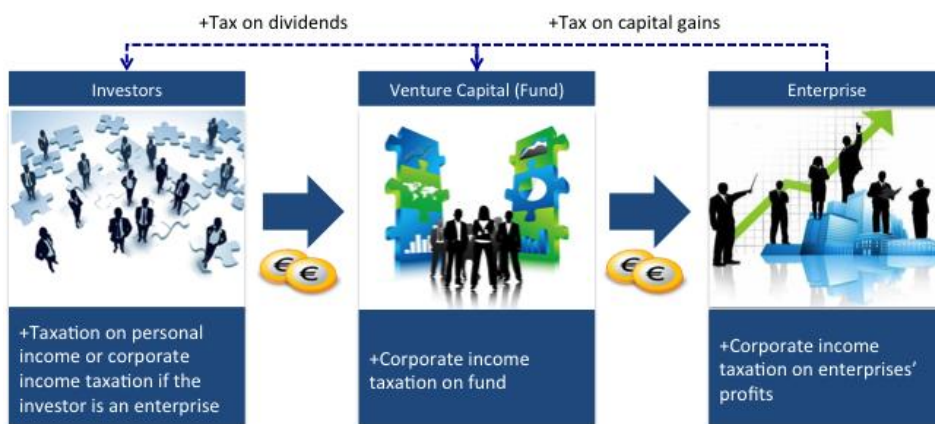 +Tax on dividends
+Tax on capital gains
Investors
Venture Capital (Fund)
Enterprise
€
€
€
€
+Taxation on personal
income or corporate
income taxation if the
investor is an enterprise
+Corporate income
taxation on fund
+Corporate income
taxation on enterprises’
profits